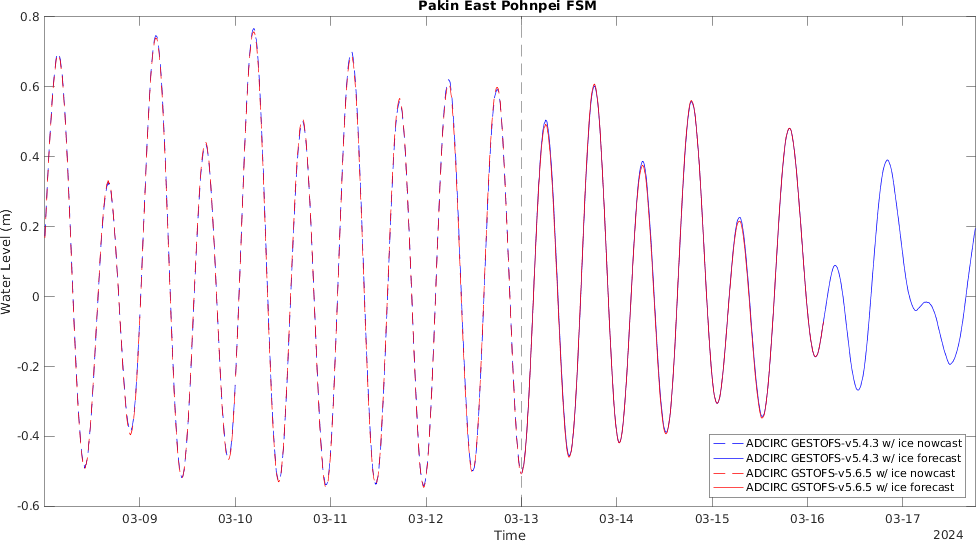 Pakin East Pohnpei FSM
0.8
0.6
0.4
0.2
0
-0.2
-0.4
-0.6
Water Level (m)
ADCIRC GESTOFS-v5.4.3 w/ ice nowcast
ADCIRC GESTOFS-v5.4.3 w/ ice forecast
ADCIRC GSTOFS-v5.6.5 w/ ice nowcast
ADCIRC GSTOFS-v5.6.5 w/ ice forecast
03-09 03-10 03-11 03-12 03-13 03-14 03-15 03-16 03-17
Time
2024